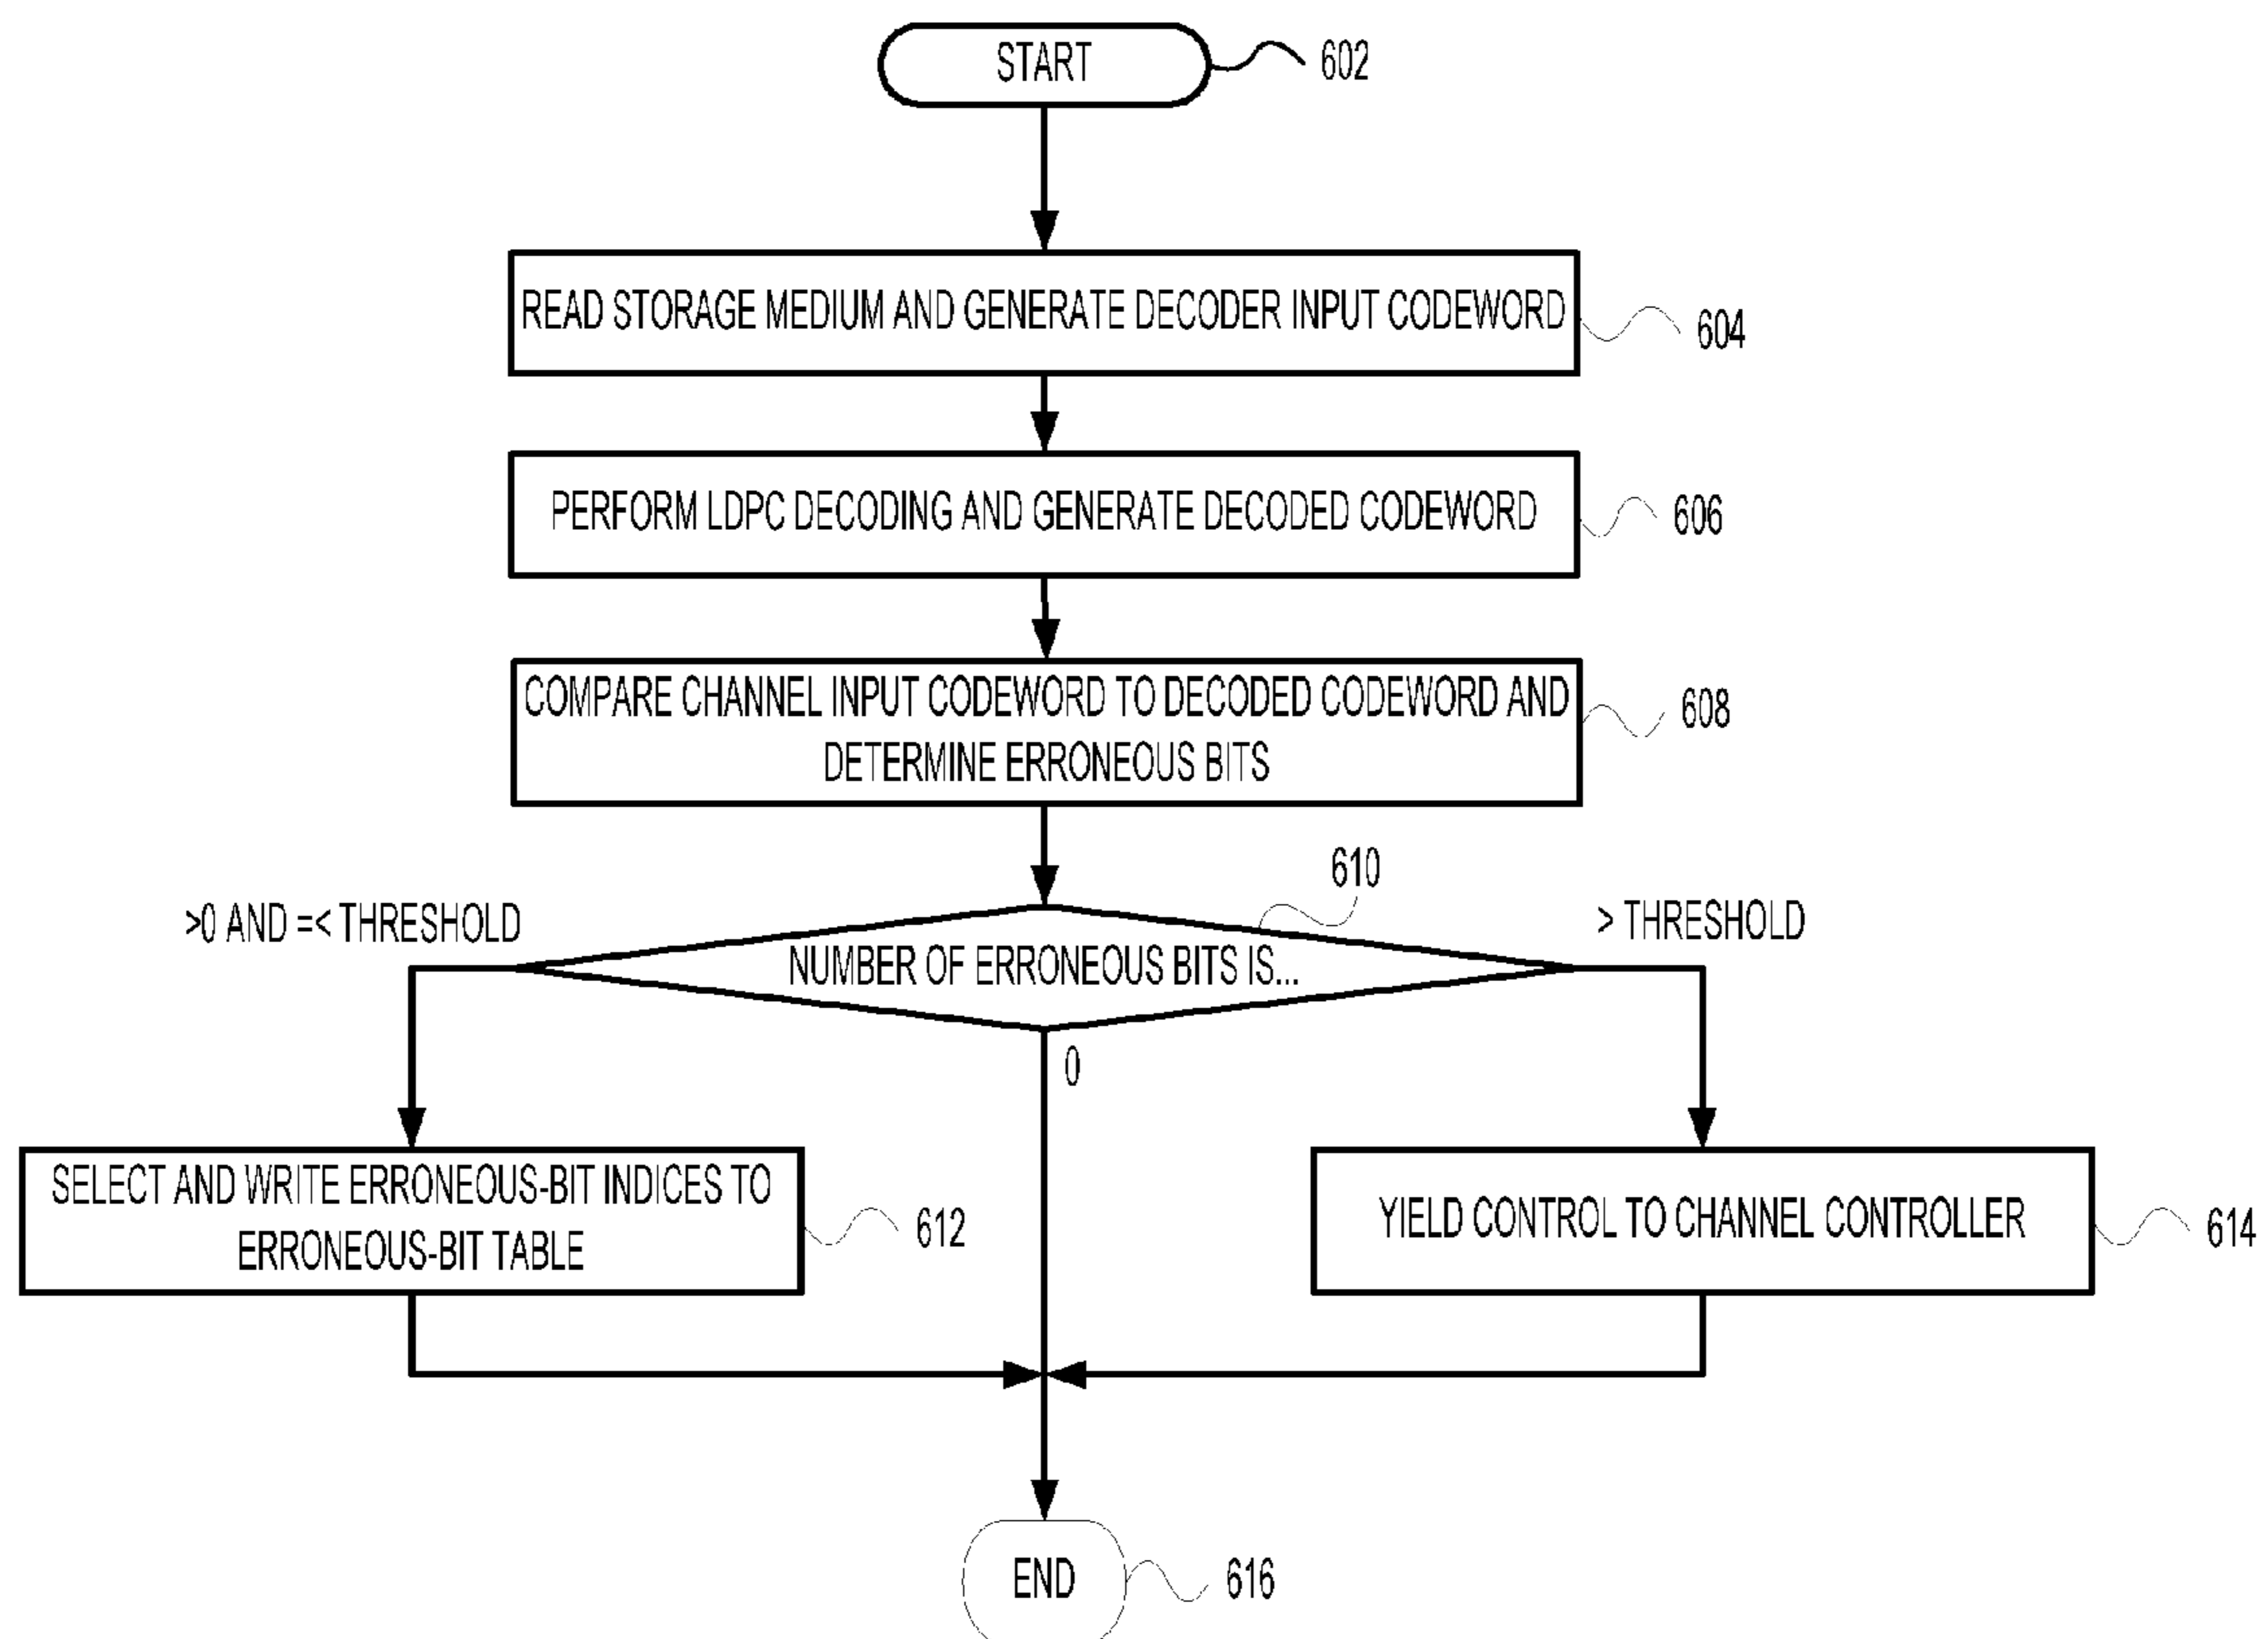 START
602
READ STORAGE MEDIUM AND GENERATE DECODER INPUT CODEWORD
604
PERFORM LDPC DECODING AND GENERATE DECODED CODEWORD
606
COMPARE CHANNEL INPUT CODEWORD TO DECODED CODEWORD AND
DETERMINE ERRONEOUS BITS
608
610
>0 AND =< THRESHOLD
> THRESHOLD
NUMBER OF ERRONEOUS BITS IS...
0
SELECT AND WRITE ERRONEOUS-BIT INDICES TO
ERRONEOUS-BIT TABLE
612
YIELD CONTROL TO CHANNEL CONTROLLER
614
END
616